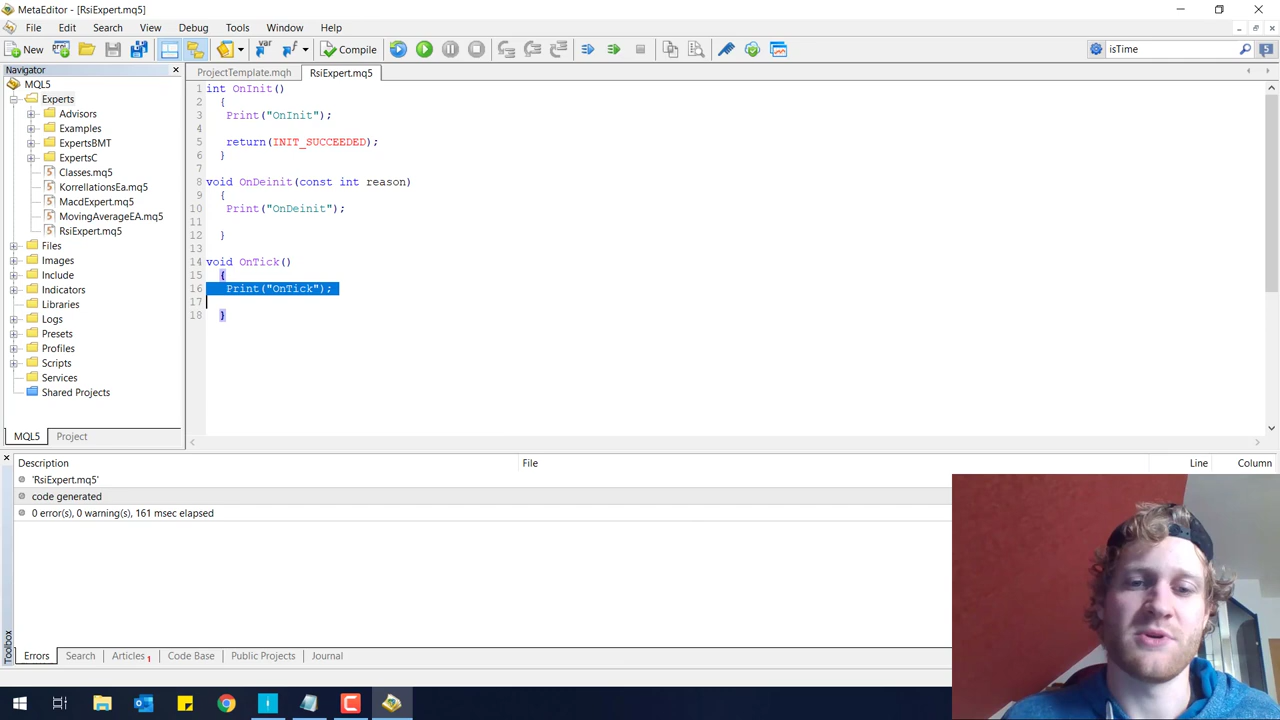 MetaEditor - [RsiExpert.mq5]
File Edit Search View Debug Tools Window Help
New Compile isTime 5
Navigator
ProjectTemplate.mqh RsiExpert.mq5
MQL5
Experts
Advisors
Examples
ExpertsBMT
ExpertsC
Classes.mq5
KorrellationsEa.mq5
MacdExpert.mq5
MovingAverageEA.mq5
RsiExpert.mq5
Files
Images
Include
Indicators
Libraries
Logs
Presets
Profiles
Scripts
Services
Shared Projects
MQL5 Project
1 int OnInit()
2 {
3 Print("OnInit");
4
5 return(INIT_SUCCEEDED);
6 }
7
8 void OnDeinit(const int reason)
9 {
10 Print("OnDeinit");
11
12 }
13
14 void OnTick()
15 {
16 Print("OnTick");
17
18 }
Description File Line Column
'RsiExpert.mq5'
code generated
0 error(s), 0 warning(s), 161 msec elapsed
Toolbox
Errors Search Articles 1 Code Base Public Projects Journal